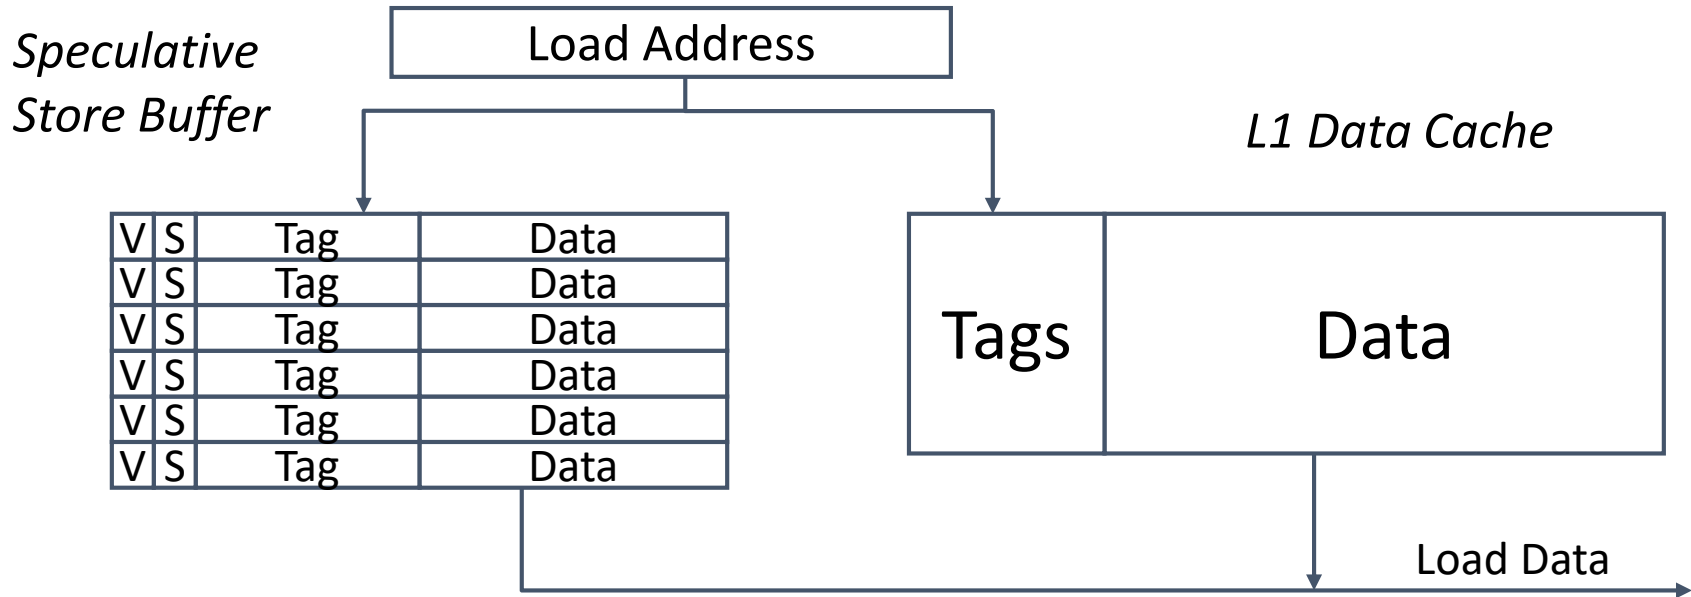 Speculative
Store Buffer
Load Address
L1 Data Cache
V S Tag Data
V S Tag Data
V S Tag Data
V S Tag Data
V S Tag Data
V S Tag Data
Tags Data
Load Data